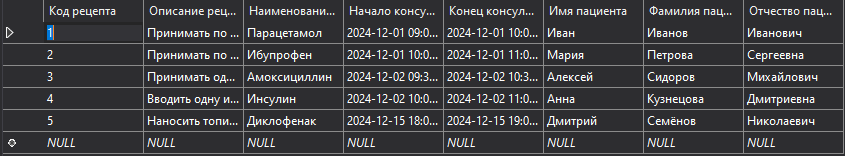 Код рецепта Описание рец... Наименовани... Начало консу... Конец консул... Имя пациента Фамилия пац... Отчество пац...
1 Принимать по ... Парацетамол 2024-12-01 09:0... 2024-12-01 10:0... Иван Иванов Иванович
2 Принимать по ... Ибупрофен 2024-12-01 10:0... 2024-12-01 11:0... Мария Петрова Сергеевна
3 Принимать од... Амоксициллин 2024-12-02 09:3... 2024-12-02 10:3... Алексей Сидоров Михайлович
4 Вводить одну и... Инсулин 2024-12-02 10:0... 2024-12-02 11:0... Анна Кузнецова Дмитриевна
5 Наносить топи... Диклофенак 2024-12-15 18:0... 2024-12-15 19:0... Дмитрий Семёнов Николаевич
NULL NULL NULL NULL NULL NULL NULL NULL